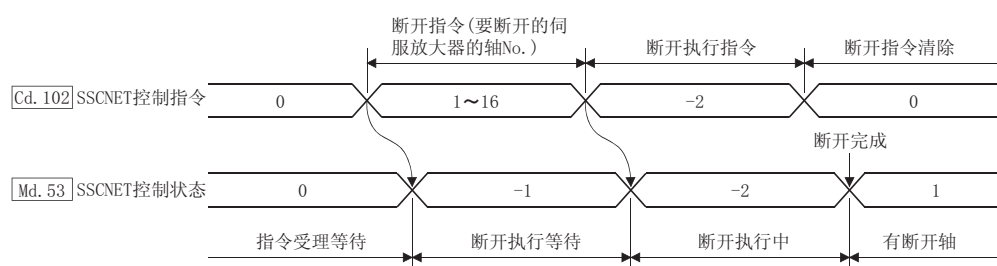 断开指令(要断开的伺
服放大器的轴No.)
断开执行指令
断开指令清除
Cd. 102 SSCNET控制指令
0
1～16
-2
0
断开完成
Md. 53 SSCNET控制状态
0
-1
-2
1
指令受理等待
断开执行等待
断开执行中
有断开轴